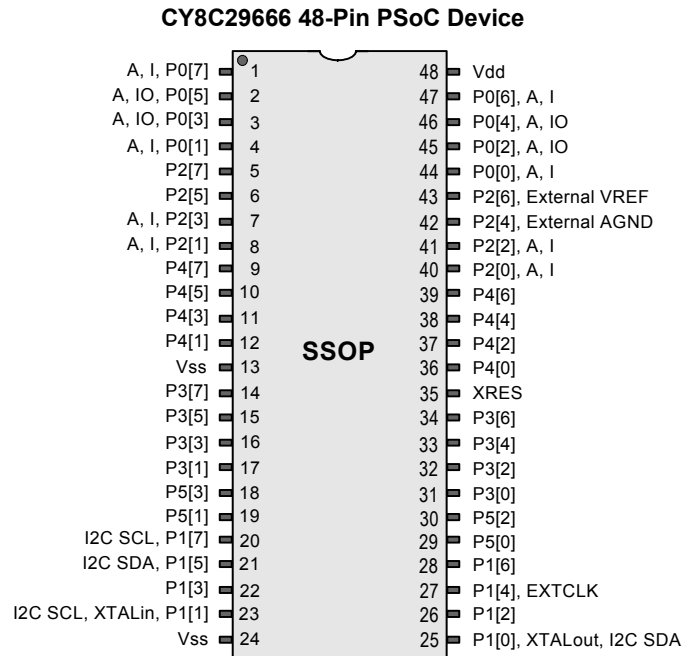 CY8C29666 48-Pin PSoC Device
A, I, P0[7] 1 48 Vdd
A, IO, P0[5] 2 47 P0[6], A, I
A, IO, P0[3] 3 46 P0[4], A, IO
A, I, P0[1] 4 45 P0[2], A, IO
P2[7] 5 44 P0[0], A, I
P2[5] 6 43 P2[6], External VREF
A, I, P2[3] 7 42 P2[4], External AGND
A, I, P2[1] 8 41 P2[2], A, I
P4[7] 9 40 P2[0], A, I
P4[5] 10 39 P4[6]
P4[3] 11 38 P4[4]
P4[1] 12 37 P4[2]
SSOP
Vss 13 36 P4[0]
P3[7] 14 35 XRES
P3[5] 15 34 P3[6]
P3[3] 16 33 P3[4]
P3[1] 17 32 P3[2]
P5[3] 18 31 P3[0]
P5[1] 19 30 P5[2]
I2C SCL, P1[7] 20 29 P5[0]
I2C SDA, P1[5] 21 28 P1[6]
P1[3] 22 27 P1[4], EXTCLK
I2C SCL, XTALin, P1[1] 23 26 P1[2]
Vss 24 25 P1[0], XTALout, I2C SDA